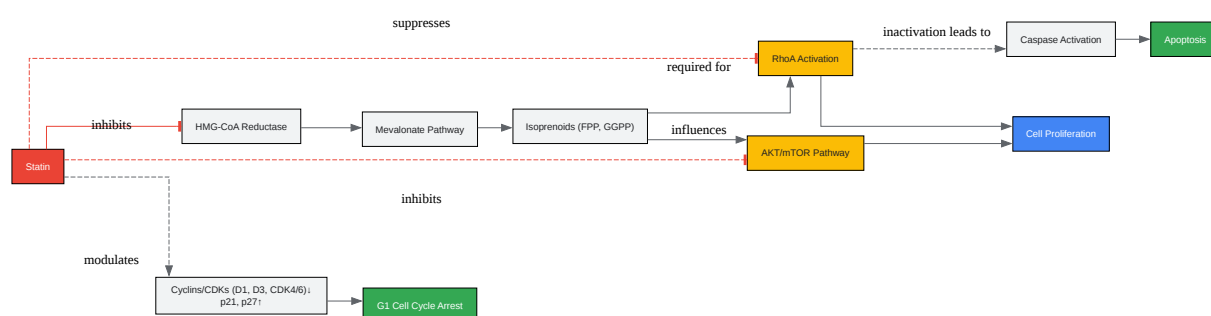 suppresses
inactivation leads to
Caspase Activation
Apoptosis
RhoA Activation
required for
inhibits
HMG-CoA Reductase
Mevalonate Pathway
Isoprenoids (FPP, GGPP)
influences
Cell Proliferation
AKT/mTOR Pathway
Statin
inhibits
modulates
Cyclins/CDKs (D1, D3, CDK4/6)↓
p21, p27↑
G1 Cell Cycle Arrest